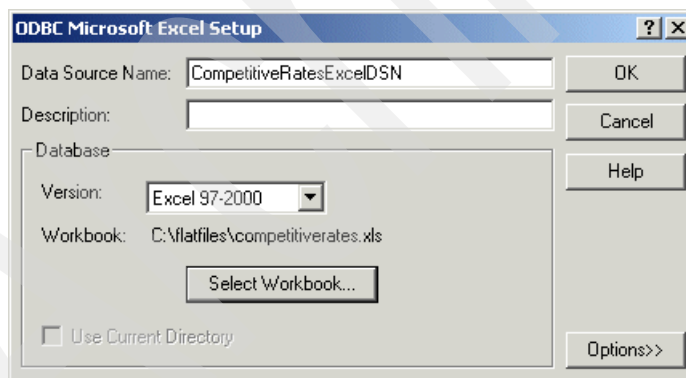 ODBC Microsoft Excel Setup
Data Source Name: CompetitiveRatesExcelDSN
OK
Description:
Cancel
Database
Help
Version: Excel 97-2000
Workbook: C:\flatfiles\competitiverates.xls
Select Workbook...
Use Current Directory
Options>>